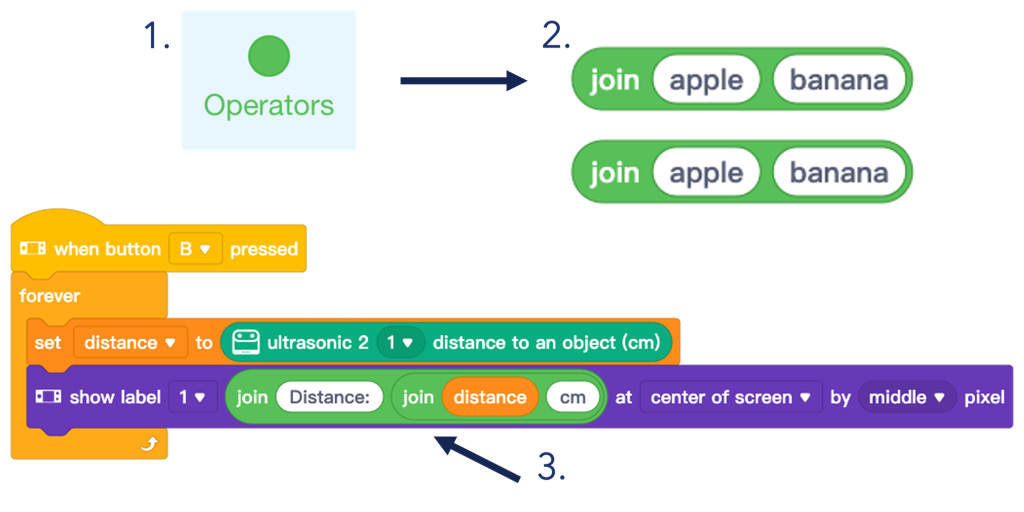 1.
Operators
2.
join apple banana
join apple banana
when button B pressed
forever
set distance to ultrasonic 2 1 distance to an object (cm)
show label 1 join Distance: join distance cm at center of screen by middle pixel
3.